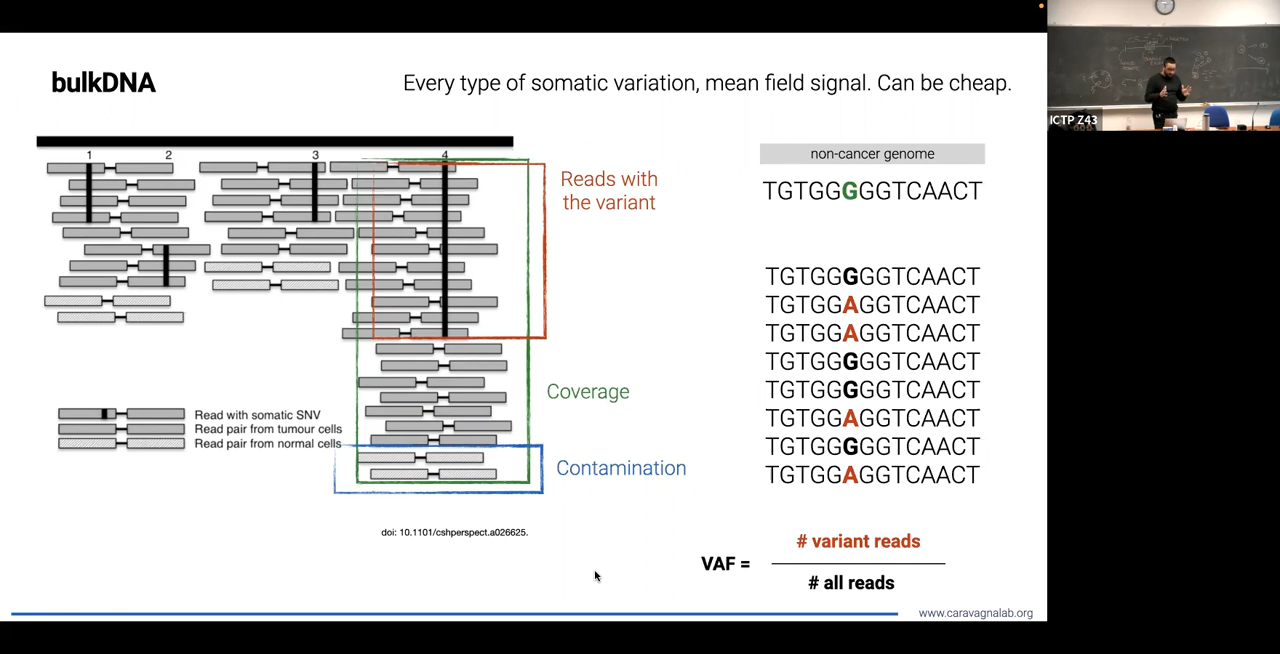 bulkDNA
Every type of somatic variation, mean field signal. Can be cheap.
ICTP Z43
1
2
3
4
Reads with
the variant
Coverage
Contamination
Read with somatic SNV
Read pair from tumour cells
Read pair from normal cells
doi: 10.1101/cshperspect.a026625.
non-cancer genome
TGTGGGGGTCAACT
TGTGGGGGTCAACT
TGTGGAGGTCAACT
TGTGGAGGTCAACT
TGTGGGGGTCAACT
TGTGGGGGTCAACT
TGTGGAGGTCAACT
TGTGGGGGTCAACT
TGTGGAGGTCAACT
VAF =
# variant reads
# all reads
www.caravagnalab.org